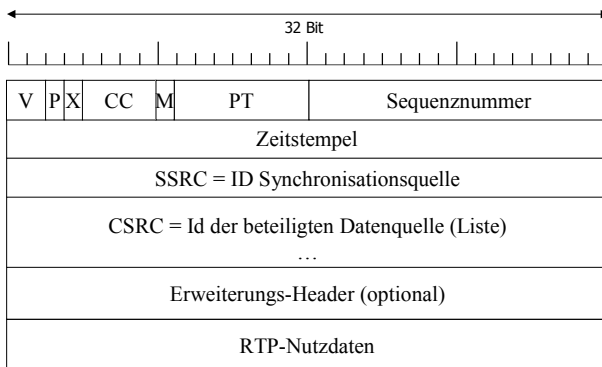 32 Bit
V P X CC M PT Sequenznummer
Zeitstempel
SSRC = ID Synchronisationsquelle
CSRC = Id der beteiligten Datenquelle (Liste)
…
Erweiterungs-Header (optional)
RTP-Nutzdaten